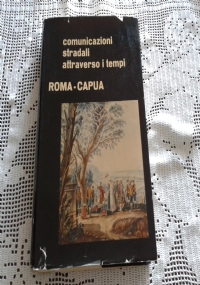 comunicazioni
stradali
attraverso i tempi
ROMA-CAPUA